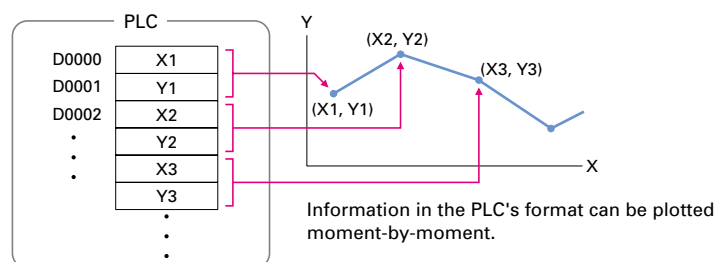 PLC
D0000 X1
D0001 Y1
D0002 X2
Y2
X3
Y3
Y
(X2, Y2)
(X3, Y3)
(X1, Y1)
X
Information in the PLC's format can be plotted
moment-by-moment.